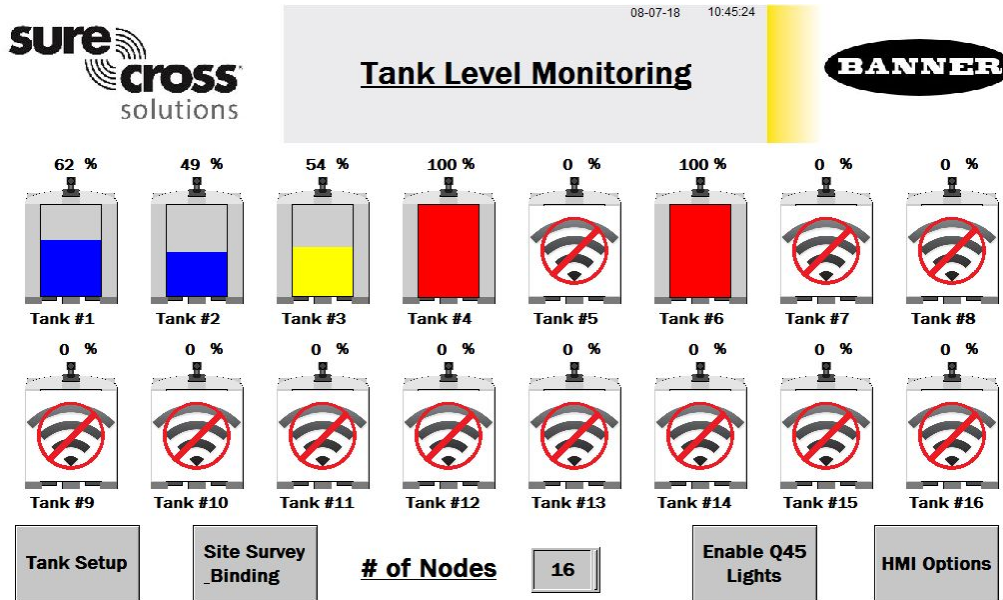 08-07-18 10:45:24
sure
cross
solutions
Tank Level Monitoring
BANNER
62 % 49 % 54 % 100 % 0 % 100 % 0 % 0 %
Tank #1 Tank #2 Tank #3 Tank #4 Tank #5 Tank #6 Tank #7 Tank #8
0 % 0 % 0 % 0 % 0 % 0 % 0 % 0 %
Tank #9 Tank #10 Tank #11 Tank #12 Tank #13 Tank #14 Tank #15 Tank #16
Tank Setup
Site Survey
_Binding
# of Nodes
16
Enable Q45
Lights
HMI Options